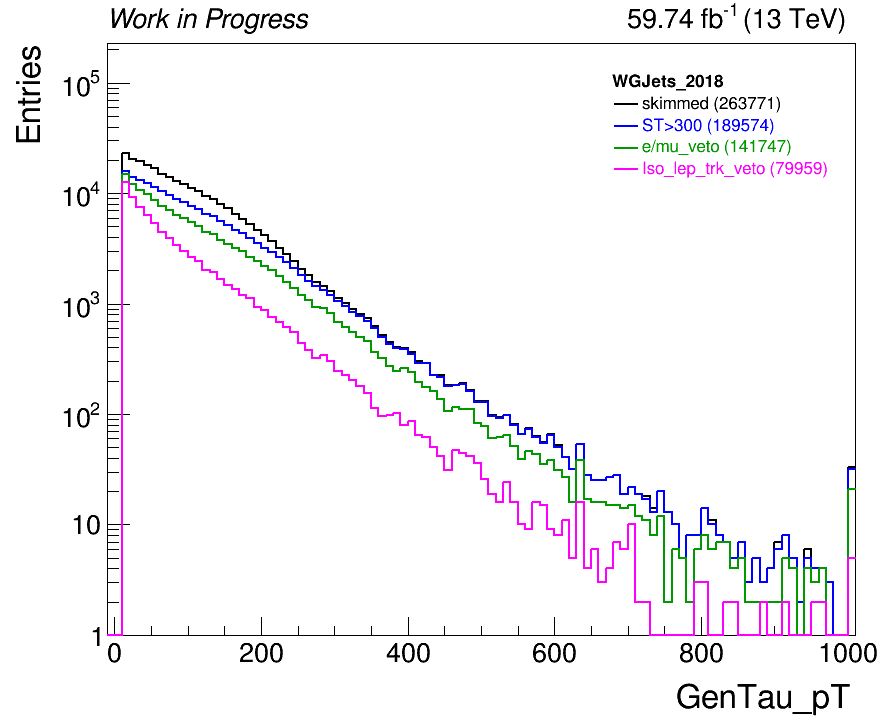 Work in Progress
59.74 fb-1 (13 TeV)
Entries
WGJets_2018
skimmed (263771)
ST>300 (189574)
e/mu_veto (141747)
Iso_lep_trk_veto (79959)
10^5
10^4
10^3
10^2
10
1
0 200 400 600 800 1000
GenTau_pT